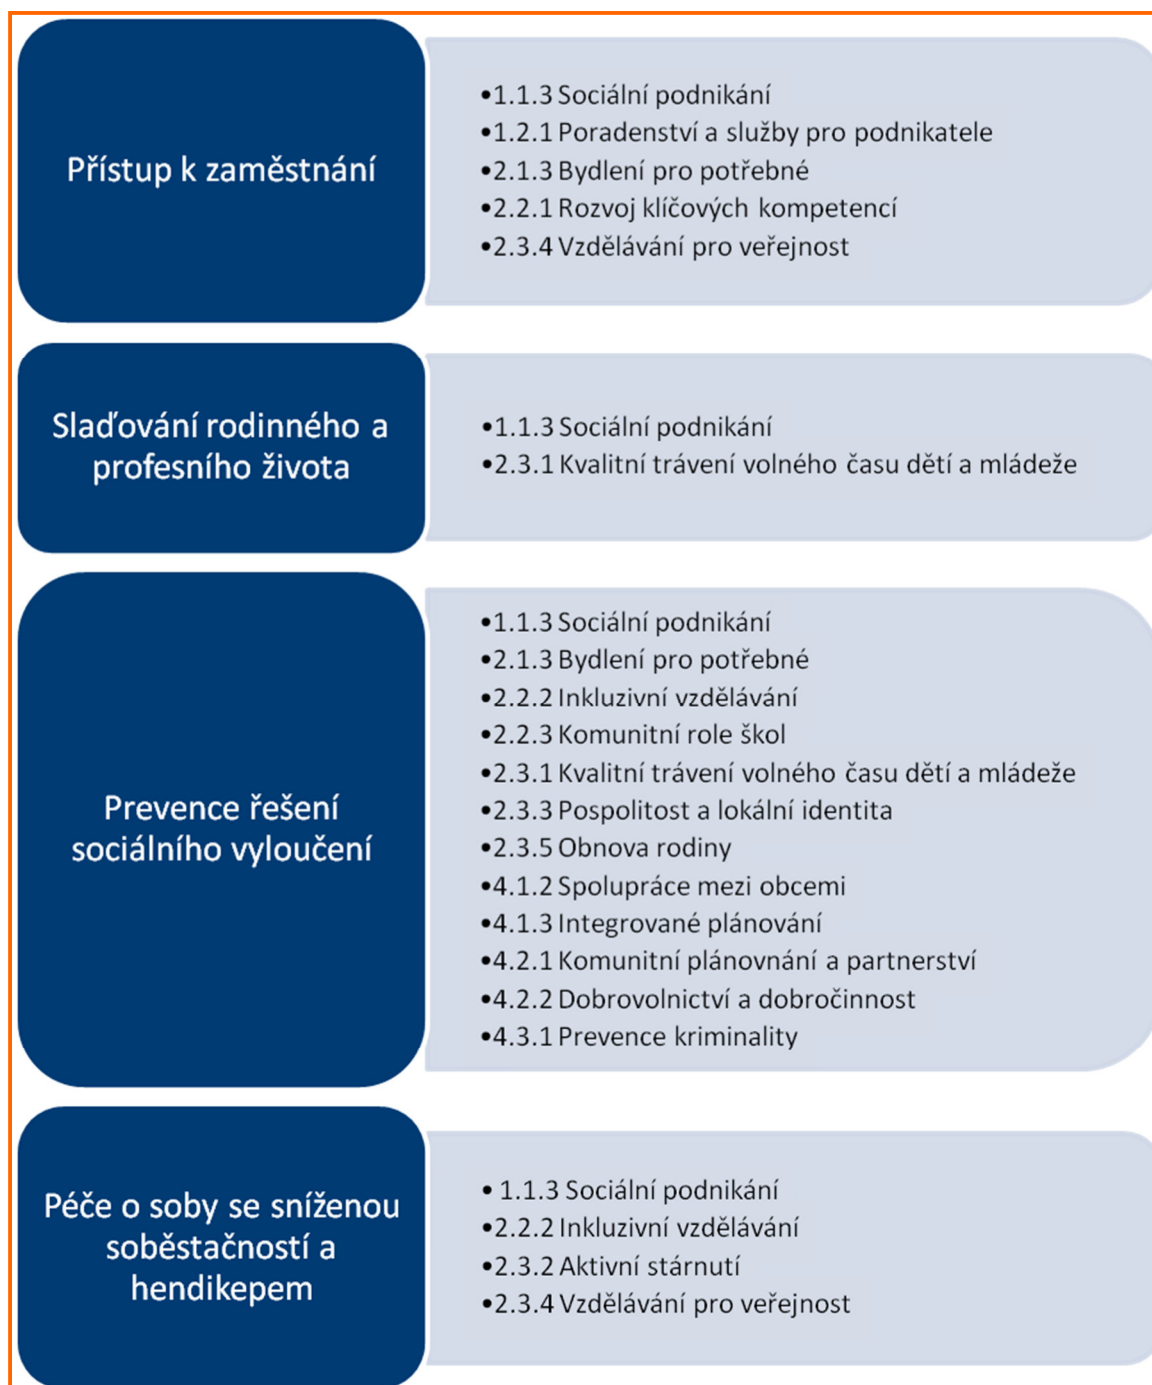 Přístup k zaměstnání
•1.1.3 Sociální podnikání
•1.2.1 Poradenství a služby pro podnikatele
•2.1.3 Bydlení pro potřebné
•2.2.1 Rozvoj klíčových kompetencí
•2.3.4 Vzdělávání pro veřejnost
Slaďování rodinného a
profesního života
•1.1.3 Sociální podnikání
•2.3.1 Kvalitní trávení volného času dětí a mládeže
Prevence řešení
sociálního vyloučení
•1.1.3 Sociální podnikání
•2.1.3 Bydlení pro potřebné
•2.2.2 Inkluzivní vzdělávání
•2.2.3 Komunitní role škol
•2.3.1 Kvalitní trávení volného času dětí a mládeže
•2.3.3 Pospolitost a lokální identita
•2.3.5 Obnova rodiny
•4.1.2 Spolupráce mezi obcemi
•4.1.3 Integrované plánování
•4.2.1 Komunitní plánovnání a partnerství
•4.2.2 Dobrovolnictví a dobročinnost
•4.3.1 Prevence kriminality
Péče o soby se sníženou
soběstačností a
hendikepem
• 1.1.3 Sociální podnikání
•2.2.2 Inkluzivní vzdělávání
•2.3.2 Aktivní stárnutí
•2.3.4 Vzdělávání pro veřejnost